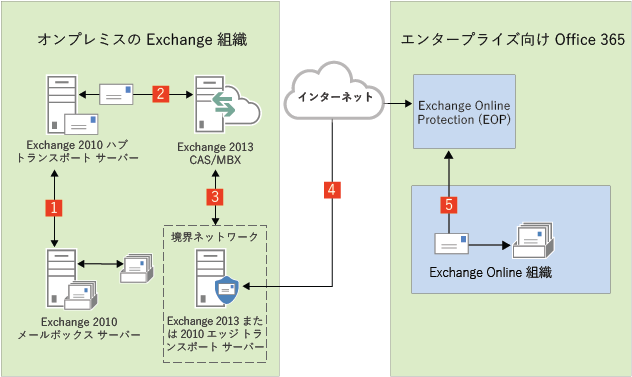 オンプレミスの Exchange 組織
エンタープライズ向け Office 365
2
Exchange 2010 ハブ
トランスポート サーバー
Exchange 2013
CAS/MBX
インターネット
Exchange Online
Protection (EOP)
1
3
4
5
境界ネットワーク
Exchange 2010
メールボックス サーバー
Exchange 2013 また
は 2010 エッジ トラ
ンスポート サーバー
Exchange Online 組織